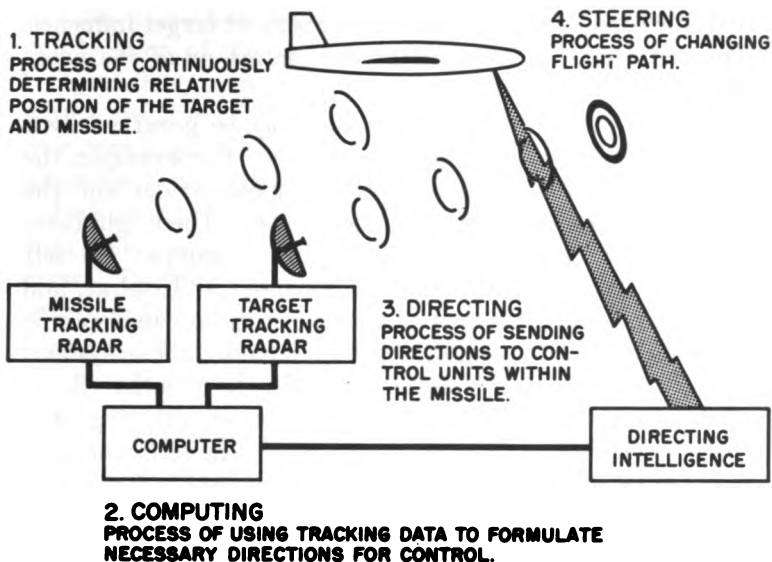 1. TRACKING
PROCESS OF CONTINUOUSLY
DETERMINING RELATIVE
POSITION OF THE TARGET
AND MISSILE.
4. STEERING
PROCESS OF CHANGING
FLIGHT PATH.
MISSILE
TRACKING
RADAR
TARGET
TRACKING
RADAR
3. DIRECTING
PROCESS OF SENDING
DIRECTIONS TO CON-
TROL UNITS WITHIN
THE MISSILE.
COMPUTER
DIRECTING
INTELLIGENCE
2. COMPUTING
PROCESS OF USING TRACKING DATA TO FORMULATE
NECESSARY DIRECTIONS FOR CONTROL.